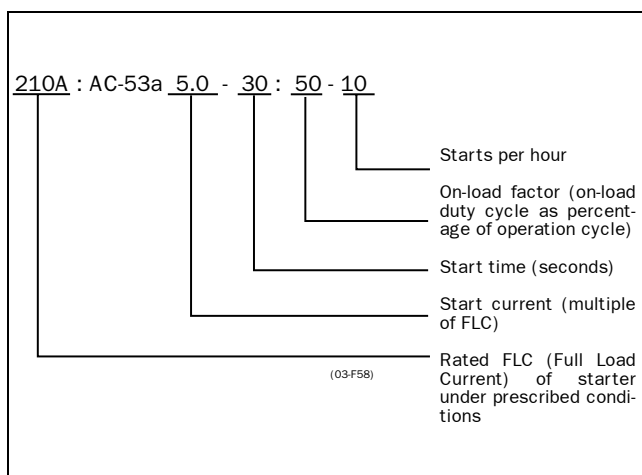 210A : AC-53a 5.0 - 30 : 50 - 10
Starts per hour
On-load factor (on-load
duty cycle as percent-
age of operation cycle)
Start time (seconds)
Start current (multiple
of FLC)
Rated FLC (Full Load
Current) of starter
under prescribed condi-
tions
(03-F58)